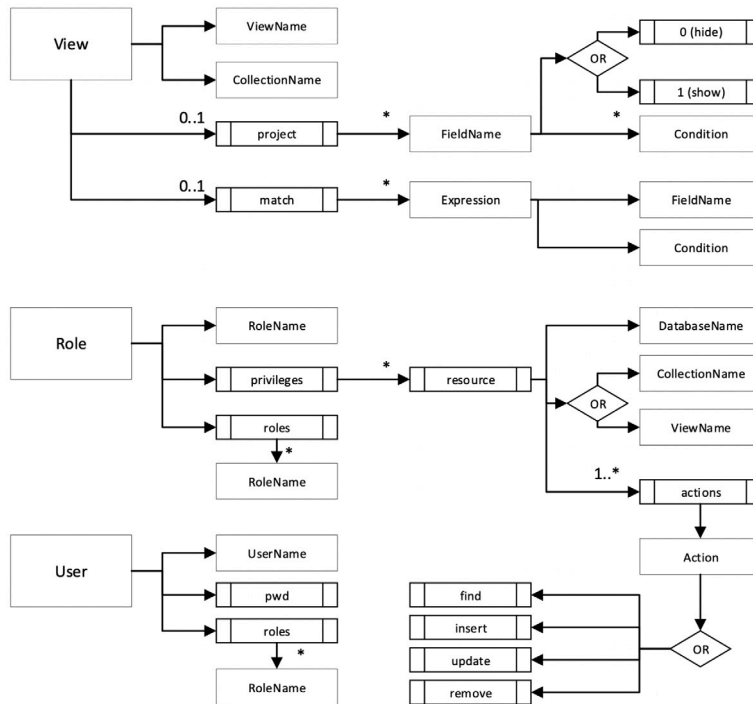 View
ViewName
CollectionName
0..1
project
*
FieldName
OR
0 (hide)
1 (show)
*
Condition
0..1
match
*
Expression
FieldName
Condition
Role
RoleName
privileges
*
resource
DatabaseName
OR
CollectionName
ViewName
roles
*
RoleName
1..*
actions
Action
OR
find
insert
update
remove
User
UserName
pwd
roles
*
RoleName